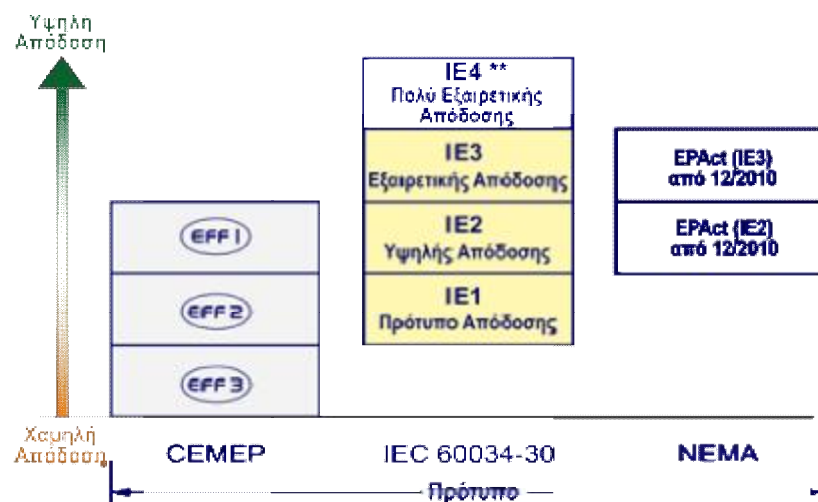 Υψηλή
Απόδοση
IE4 **
Πολύ Εξαιρετικής
Απόδοσης
IE3
Εξαιρετικής Απόδοσης
IE2
Υψηλής Απόδοσης
IE1
Πρότυπο Απόδοσης
EPAct (IE3)
από 12/2010
EPAct (IE2)
από 12/2010
EFF 1
EFF 2
EFF 3
Χαμηλή
Απόδοση
CEMEP
IEC 60034-30
NEMA
Πρότυπο